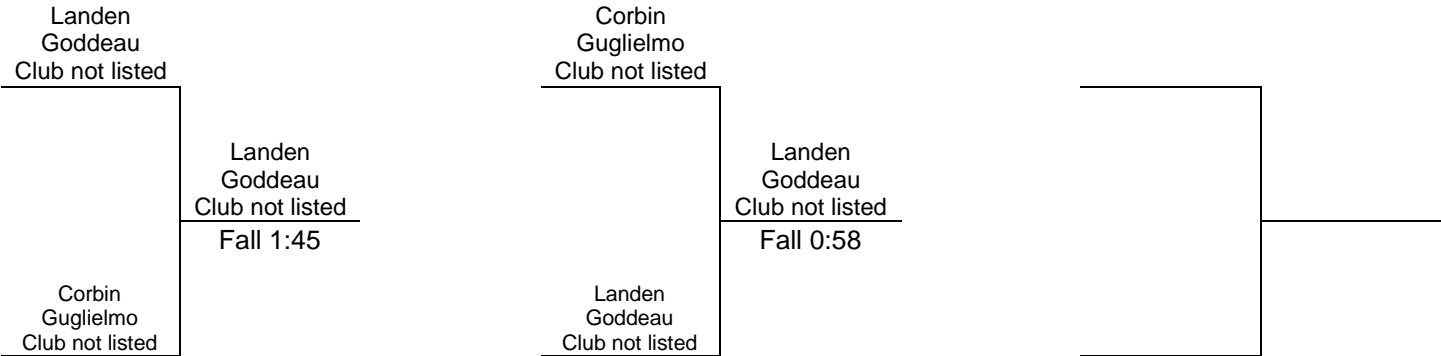 Landen
Goddeau
Club not listed
Corbin
Guglielmo
Club not listed
Landen
Goddeau
Club not listed
Fall 1:45
Landen
Goddeau
Club not listed
Fall 0:58
Corbin
Guglielmo
Club not listed
Landen
Goddeau
Club not listed